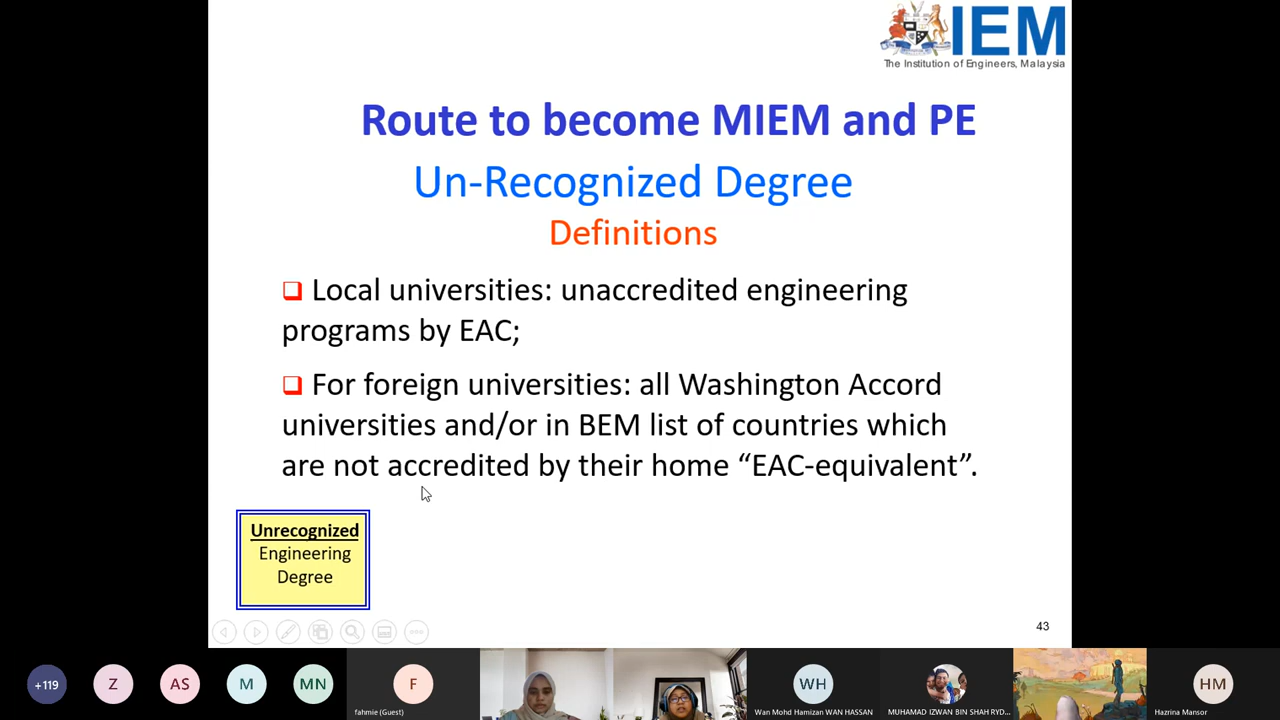 IEM
The Institution of Engineers, Malaysia
Route to become MIEM and PE
Un-Recognized Degree
Definitions
Local universities: unaccredited engineering
programs by EAC;
For foreign universities: all Washington Accord
universities and/or in BEM list of countries which
are not accredited by their home “EAC-equivalent”.
Unrecognized
Engineering
Degree
43
+119
Z
AS
M
MN
F
fahmie (Guest)
WH
Wan Mohd Hamizan WAN HASSAN
MUHAMAD IZWAN BIN SHAH RYD...
HM
Hazrina Mansor